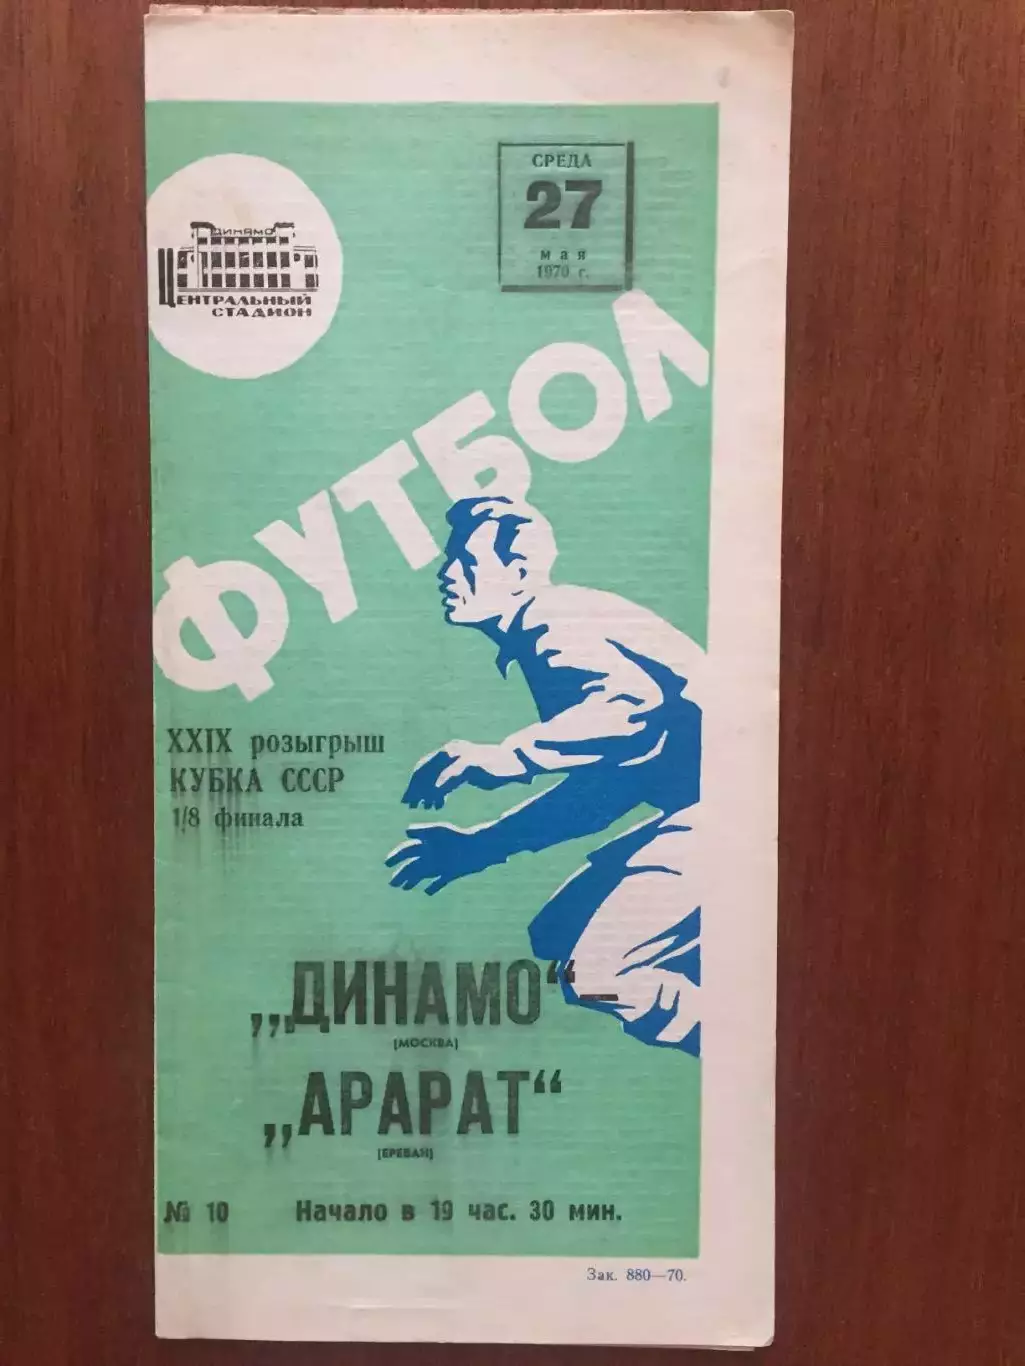 СРЕДА
27
мая
1970 г.
ДИНАМО
ЦЕНТРАЛЬНЫЙ
СТАДИОН
ФУТБОЛ
XXIX розыгрыш
КУБКА СССР
1/8 финала
„ДИНАМО“—
(МОСКВА)
„АРАРАТ“
(ЕРЕВАН)
№ 10 Начало в 19 час. 30 мин.
Зак. 880—70.